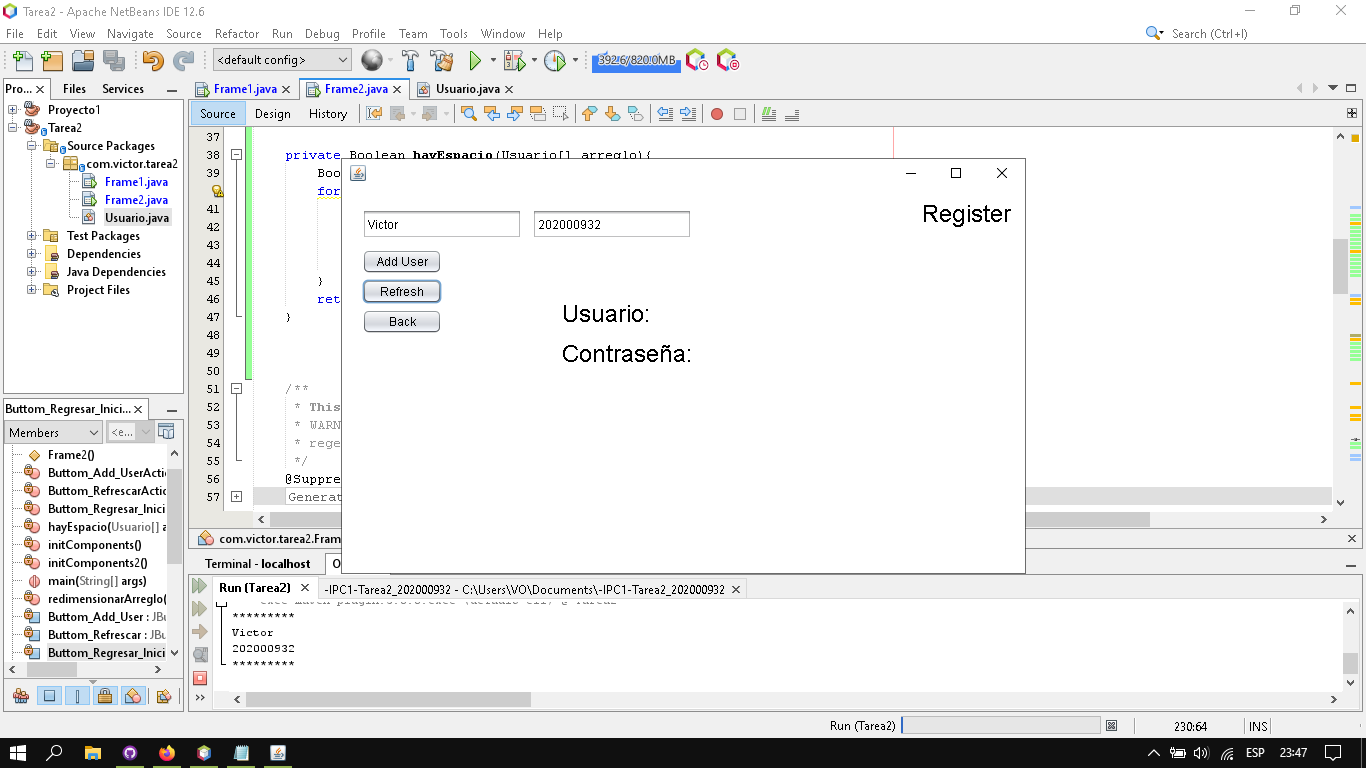 Tarea2 - Apache NetBeans IDE 12.6
File Edit View Navigate Source Refactor Run Debug Profile Team Tools Window Help
Search (Ctrl+I)
<default config>
392.6/820.0MB
Pro... Files Services
Frame1.java Frame2.java Usuario.java
Source Design History
Proyecto1
Tarea2
Source Packages
com.victor.tarea2
Frame1.java
Frame2.java
Usuario.java
Test Packages
Dependencies
Java Dependencies
Project Files
37
38 private Boolean hayEspacio(Usuario[] arreglo){
39 Boo
for
41
42
43
44
45 }
46 ret
47 }
48
49
50
51 /**
52 * This
53 * WARN
54 * rege
55 */
56 @Suppre
57 Generat
Register
Victor 202000932
Add User
Refresh
Back
Usuario:
Contraseña:
Buttom_Regresar_Inici...
Members <e...
Frame2()
Buttom_Add_UserActi
Buttom_RefrescarActic
Buttom_Regresar_Inici
hayEspacio(Usuario[] a
initComponents()
initComponents2()
main(String[] args)
redimensionarArreglo(
Buttom_Add_User : JBu
Buttom_Refrescar : JBu
Buttom_Regresar_Inici
com.victor.tarea2.Fram
Terminal - localhost O
Run (Tarea2) -IPC1-Tarea2_202000932 - C:\Users\VO\Documents\-IPC1-Tarea2_202000932
*********
Victor
202000932
*********
Run (Tarea2) 230:64 INS
ESP 23:47